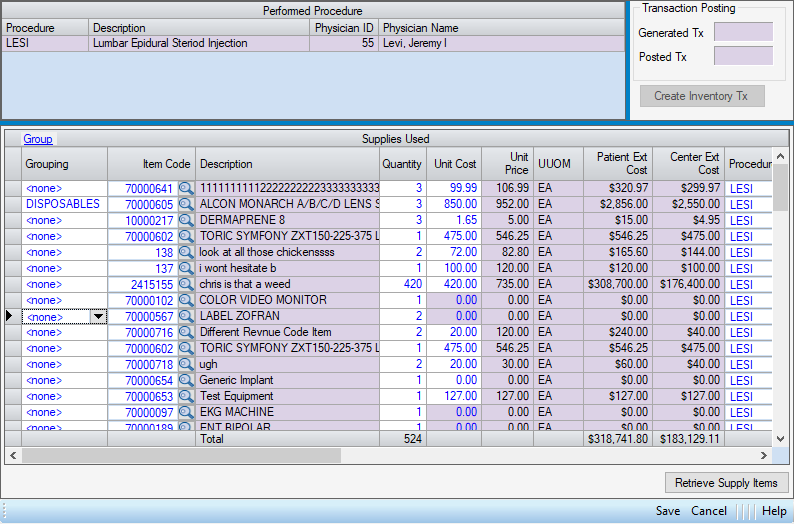 Performed Procedure
Transaction Posting
Procedure Description Physician ID Physician Name
LESI Lumbar Epidural Steriod Injection 55 Levi, Jeremy I
Generated Tx
Posted Tx
Create Inventory Tx
Group Supplies Used
Grouping Item Code Description Quantity Unit Cost Unit Price UUOM Patient Ext Cost Center Ext Cost Procedur
<none> 70000641 1111111111222222222233333333 3 99.99 106.99 EA $320.97 $299.97 LESI
DISPOSABLES 70000605 ALCON MONARCH A/B/C/D LENS S 3 850.00 952.00 EA $2,856.00 $2,550.00 LESI
<none> 10000217 DERMAPRENE 8 3 1.65 5.00 EA $15.00 $4.95 LESI
<none> 70000602 TORIC SYMFONY ZXT150-225-375 L 1 475.00 546.25 EA $546.25 $475.00 LESI
<none> 138 look at all those chickenssss 2 72.00 82.80 EA $165.60 $144.00 LESI
<none> 137 i wont hesitate b 1 100.00 120.00 EA $120.00 $100.00 LESI
<none> 2415155 chris is that a weed 420 420.00 735.00 EA $308,700.00 $176,400.00 LESI
<none> 70000102 COLOR VIDEO MONITOR 1 0.00 0.00 EA $0.00 $0.00 LESI
<none> 70000567 LABEL ZOFRAN 2 0.00 0.00 EA $0.00 $0.00 LESI
<none> 70000716 Different Revnue Code Item 2 20.00 120.00 EA $240.00 $40.00 LESI
<none> 70000602 TORIC SYMFONY ZXT150-225-375 L 1 475.00 546.25 EA $546.25 $475.00 LESI
<none> 70000718 ugh 2 20.00 30.00 EA $60.00 $40.00 LESI
<none> 70000654 Generic Implant 1 0.00 0.00 EA $0.00 $0.00 LESI
<none> 70000653 Test Equipment 1 127.00 127.00 EA $127.00 $127.00 LESI
<none> 70000097 EKG MACHINE 1 0.00 0.00 EA $0.00 $0.00 LESI
<none> 70000189 ENT BIPOLAR 1 0.00 0.00 EA $0.00 $0.00 LESI
Total 524 $318,741.80 $183,129.11
Retrieve Supply Items
Save Cancel Help